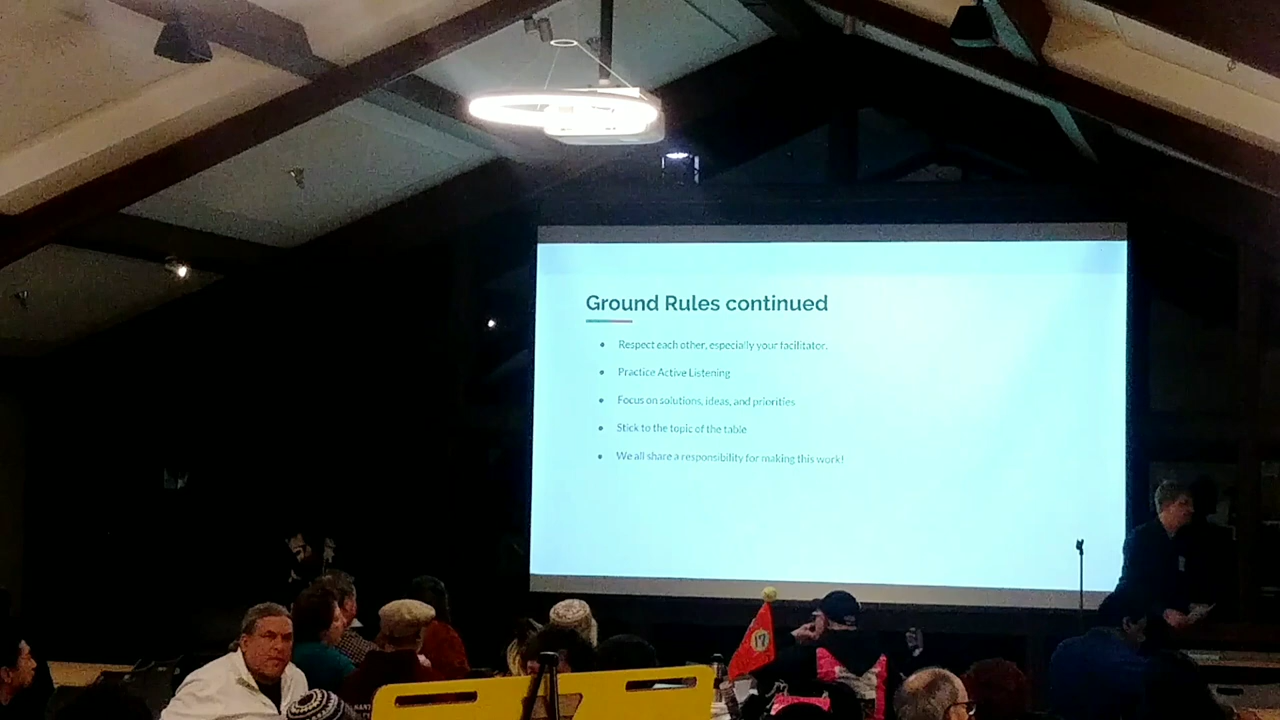 Ground Rules continued
Respect each other, especially your facilitator.
Practice Active Listening
Focus on solutions, ideas, and priorities
Stick to the topic of the table
We all share a responsibility for making this work!
17